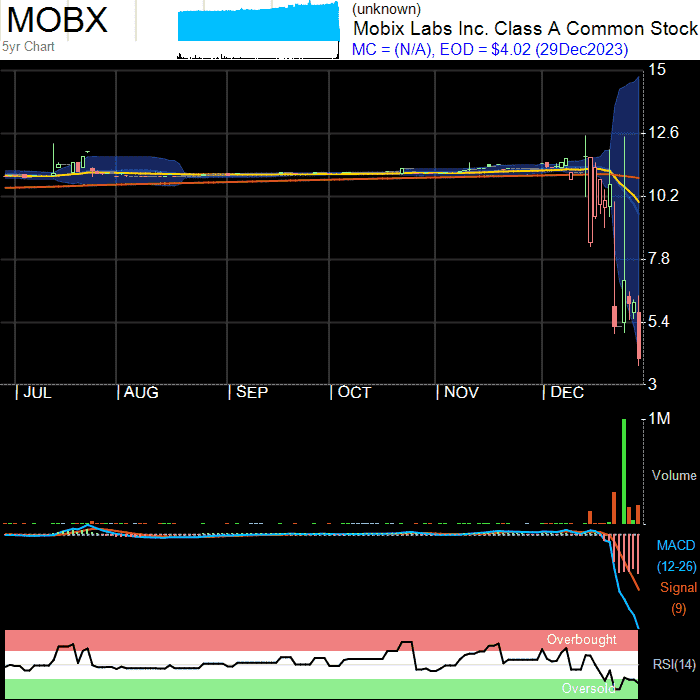 MOBX
5yr Chart
(unknown)
Mobix Labs Inc. Class A Common Stock
MC = (N/A), EOD = $4.02 (29Dec2023)
15
12.6
10.2
7.8
5.4
3
JUL AUG SEP OCT NOV DEC
1M
Volume
MACD
(12-26)
Signal
(9)
Overbought
RSI(14)
Oversold